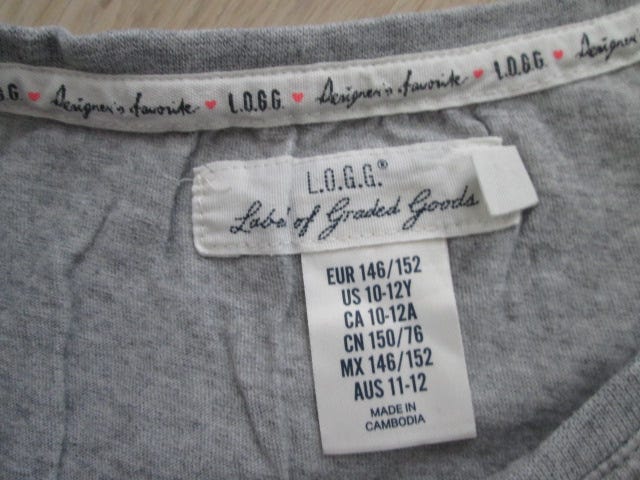 .G. ♥ Designer's favorite ♥ L.O.G.G. ♥ Designer's favorite ♥ L.O.G.G. ♥ Designer's
L.O.G.G.®
Label of Graded Goods
EUR 146/152
US 10-12Y
CA 10-12A
CN 150/76
MX 146/152
AUS 11-12
MADE IN
CAMBODIA